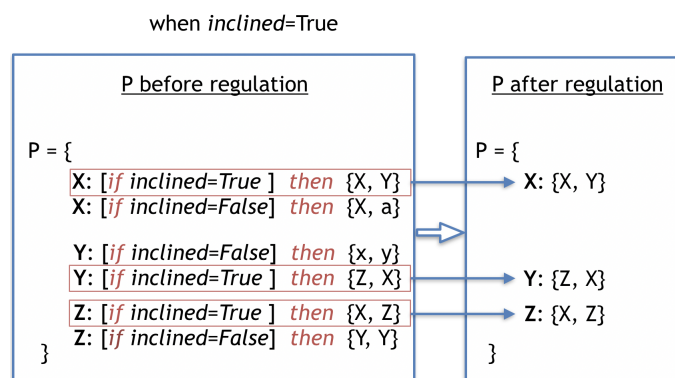 when inclined=True
P before regulation
P = {
X: [if inclined=True ] then {X, Y}
X: [if inclined=False] then {X, a}
Y: [if inclined=False] then {x, y}
Y: [if inclined=True ] then {Z, X}
Z: [if inclined=True ] then {X, Z}
Z: [if inclined=False] then {Y, Y}
}
P after regulation
P = {
X: {X, Y}
Y: {Z, X}
Z: {X, Z}
}